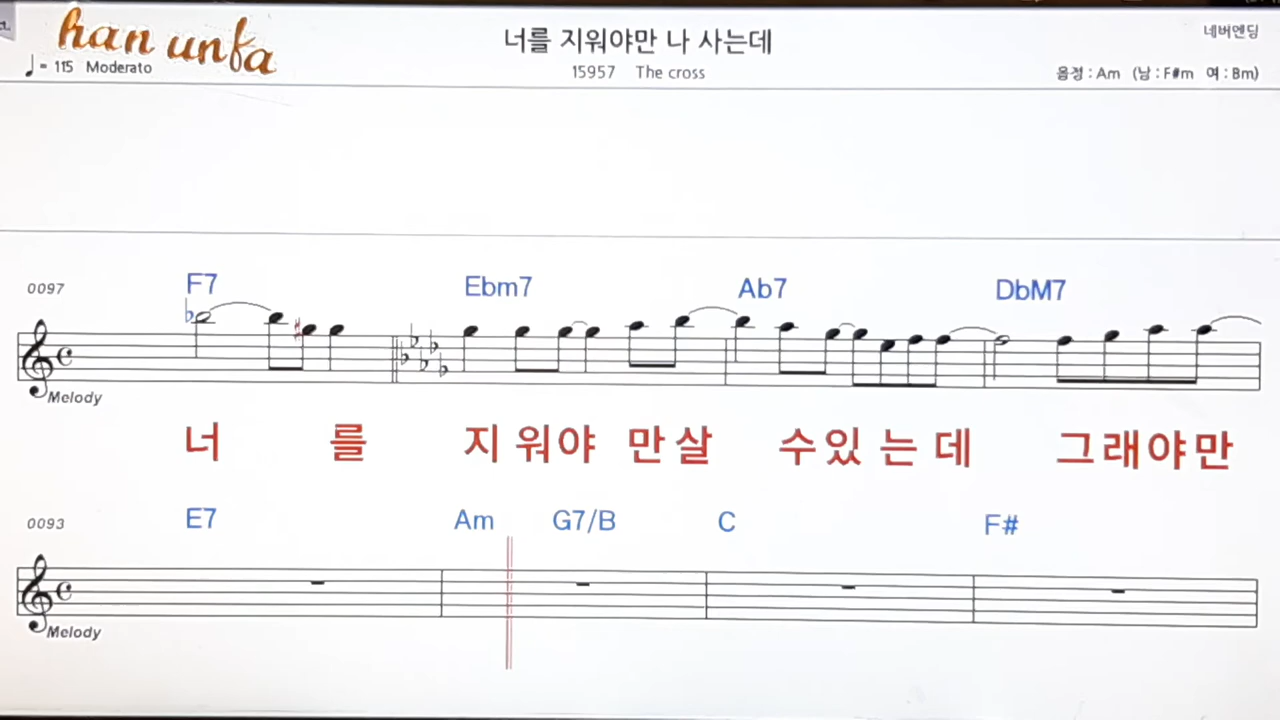 han unfa
너를 지워야만 나 사는데
네버엔딩
♩= 115 Moderato
15957 The cross
음정 : Am (남 : F#m 여 : Bm)
0097 F7 Ebm7 Ab7 DbM7
Melody
너 를 지 워야 만 살 수있 는 데 그래야만
0093 E7 Am G7/B C F#
Melody